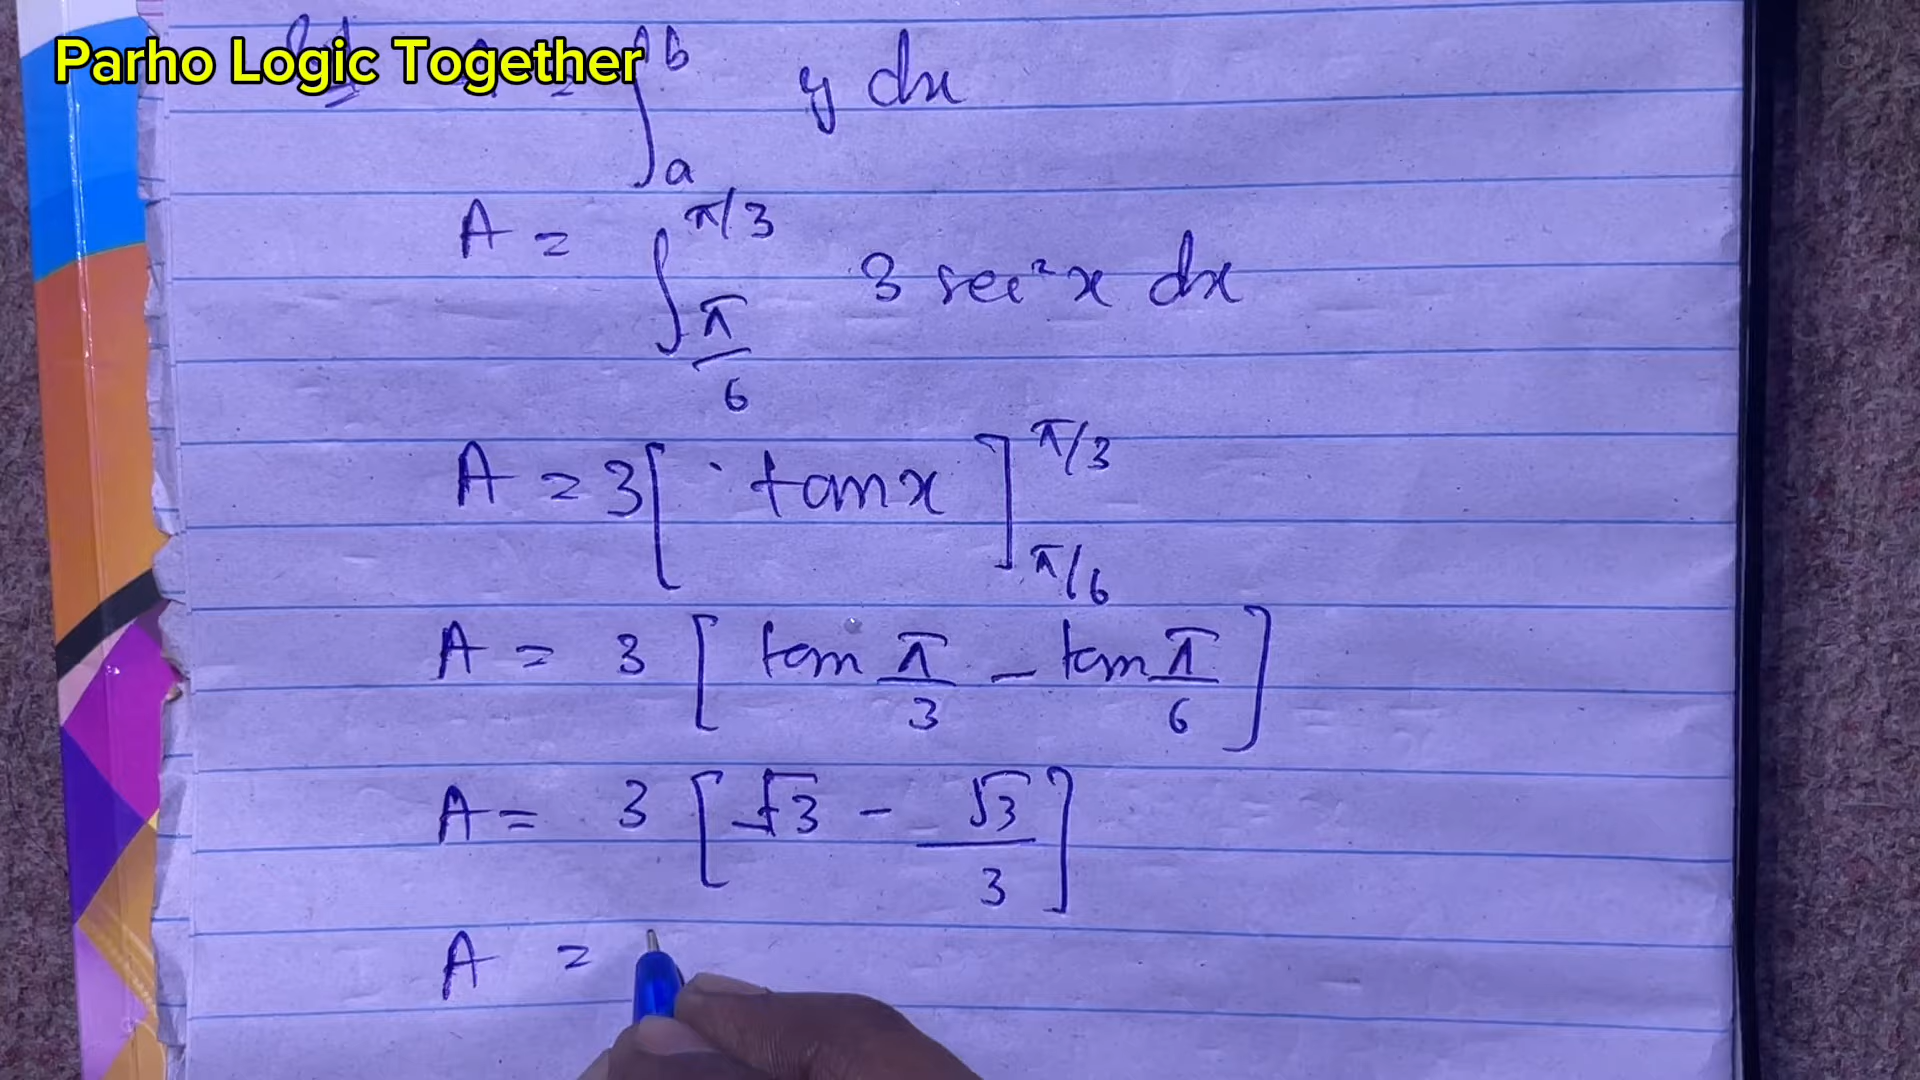 Parho Logic Together
∫ₐᵇ y dx
A = ∫_{π/6}^{π/3} 3 sec²x dx
A = 3[tan x]_{π/6}^{π/3}
A = 3 [tan π/3 − tan π/6]
A = 3 [√3 − √3/3]
A =